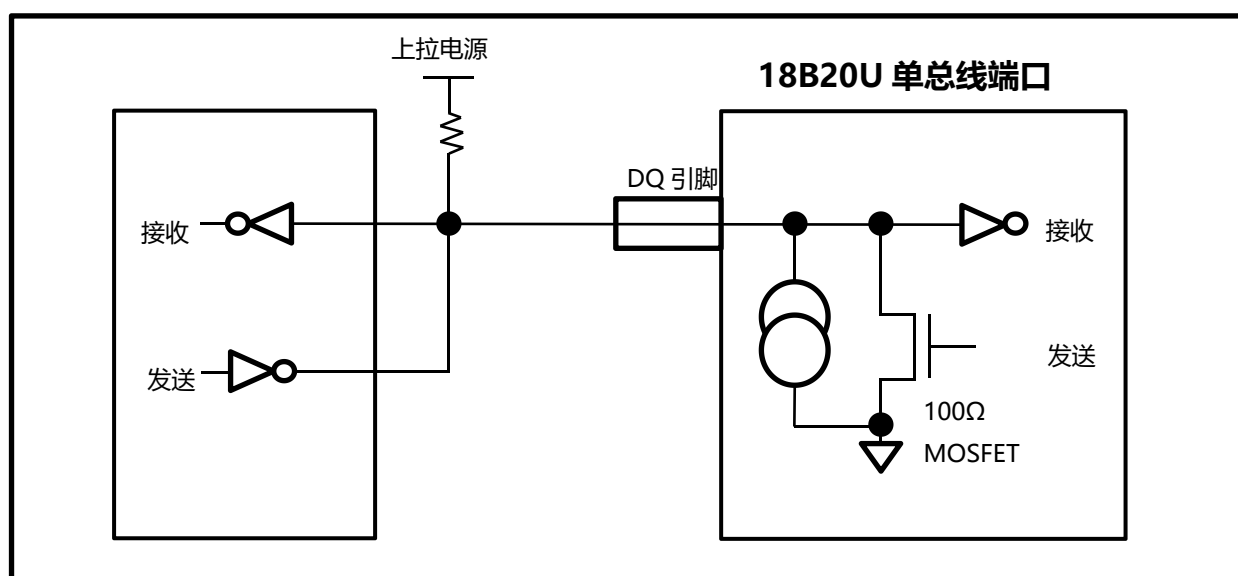 上拉电源
18B20U 单总线端口
DQ 引脚
接收
接收
发送
发送
100Ω
MOSFET